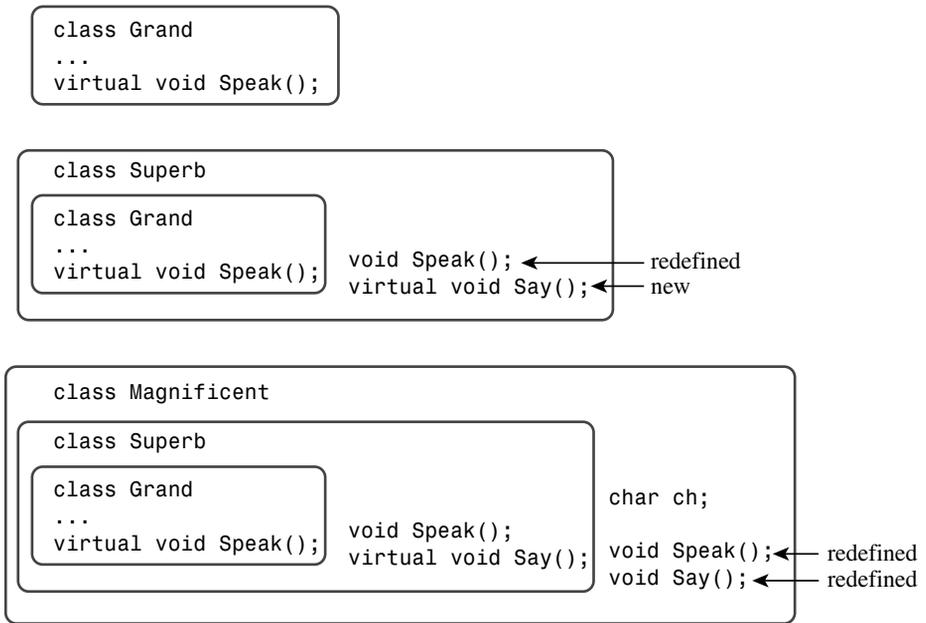 class Grand
...
virtual void Speak();
class Superb
class Grand
...
virtual void Speak();
void Speak();
redefined
virtual void Say();
new
class Magnificent
class Superb
class Grand
...
virtual void Speak();
void Speak();
virtual void Say();
char ch;
void Speak();
redefined
void Say();
redefined